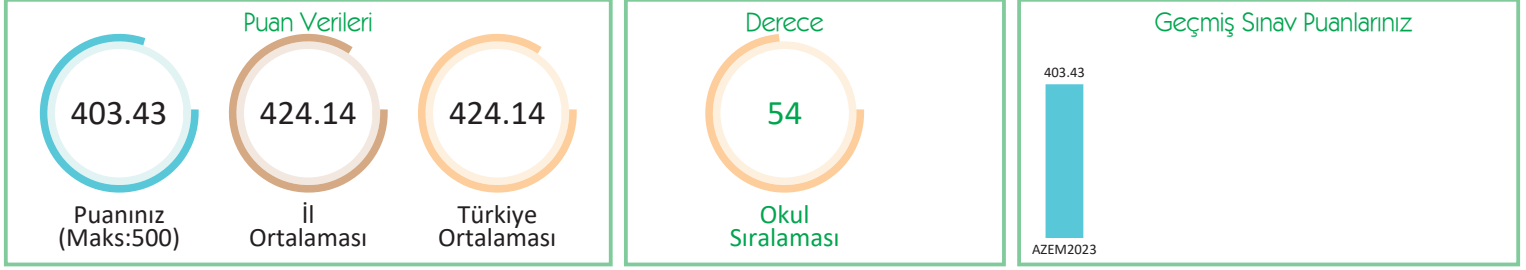 Puan Verileri
403.43
424.14
424.14
Puanınız
(Maks:500)
İl
Ortalaması
Türkiye
Ortalaması
Derece
54
Okul
Sıralaması
Geçmiş Sınav Puanlarınız
403.43
AZEM2023